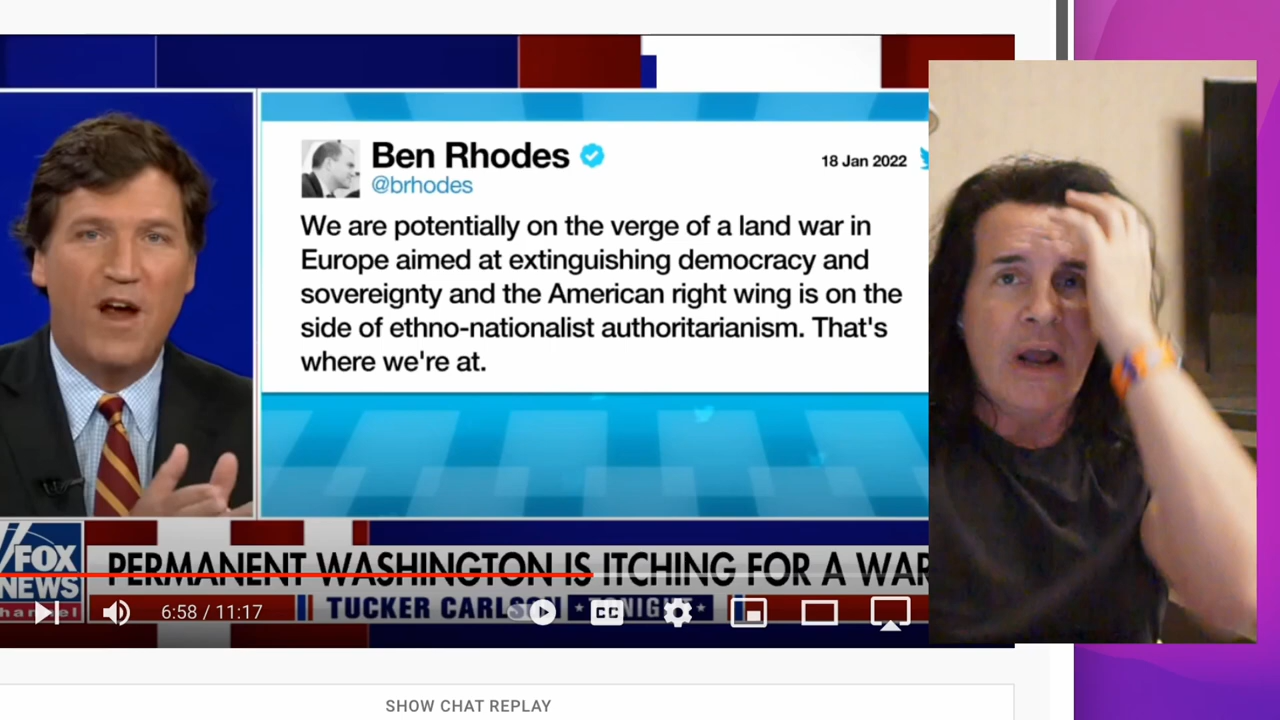 Ben Rhodes
@brhodes
18 Jan 2022
We are potentially on the verge of a land war in
Europe aimed at extinguishing democracy and
sovereignty and the American right wing is on the
side of ethno-nationalist authoritarianism. That's
where we're at.
FOX
NEWS
channel
PERMANENT WASHINGTON IS ITCHING FOR A WAR
TUCKER CARLSON TONIGHT
6:58 / 11:17
CC
SHOW CHAT REPLAY